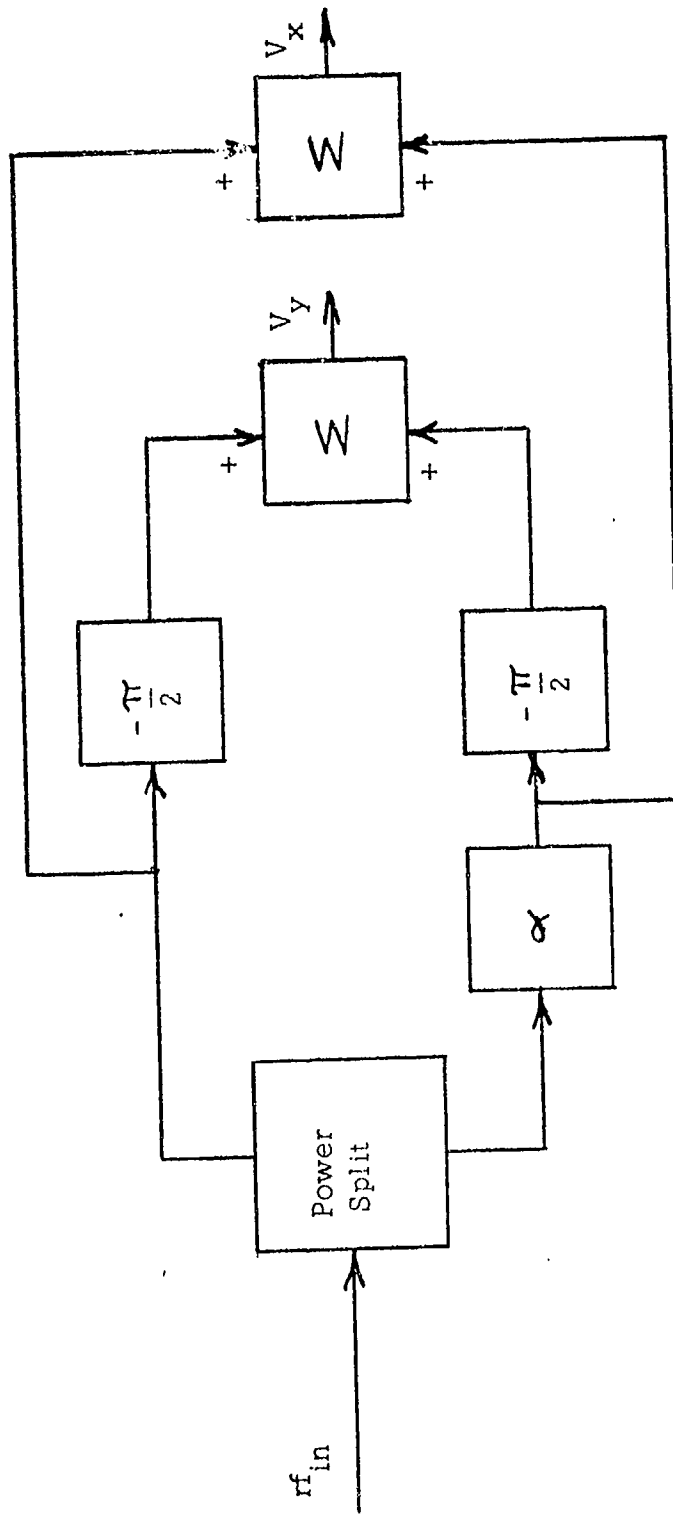 rf_in
Power
Split
α
- π/2
- π/2
+
W
+
V_y
+
W
+
V_x